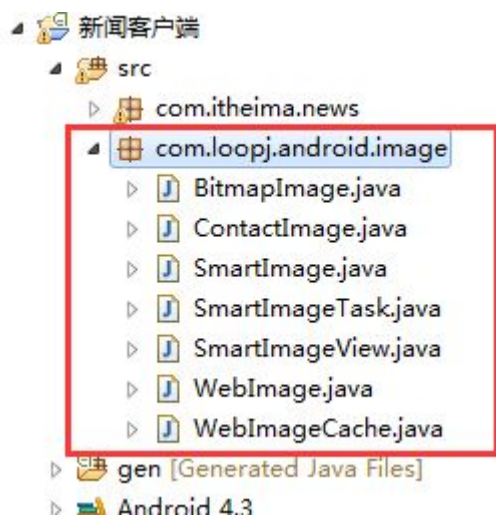 新闻客户端
src
com.itheima.news
com.loopj.android.image
BitmapImage.java
ContactImage.java
SmartImage.java
SmartImageTask.java
SmartImageView.java
WebImage.java
WebImageCache.java
gen [Generated Java Files]
Android 4.3